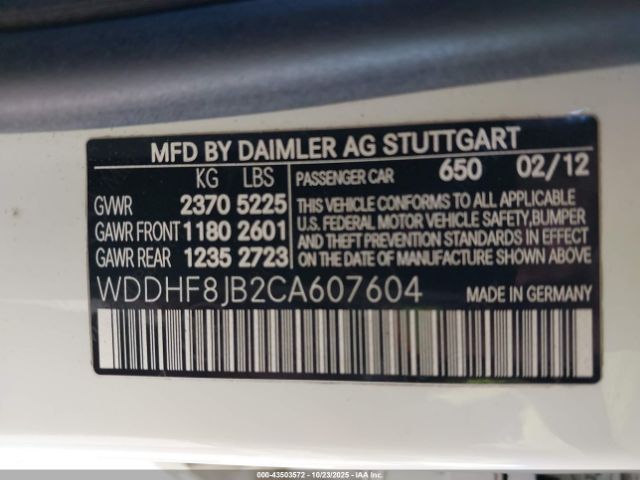 MFD BY DAIMLER AG STUTTGART
KG LBS
GVWR 2370 5225
GAWR FRONT 1180 2601
GAWR REAR 1235 2723
PASSENGER CAR 650 02/12
THIS VEHICLE CONFORMS TO ALL APPLICABLE
U.S. FEDERAL MOTOR VEHICLE SAFETY,BUMPER
AND THEFT PREVENTION STANDARDS IN EFFECT
ON THE DATE OF MANUFACTURE SHOWN ABOVE.
WDDHF8JB2CA607604 MADE IN GERMANY
000-43503572 - 10/23/2025 - IAAI.COM